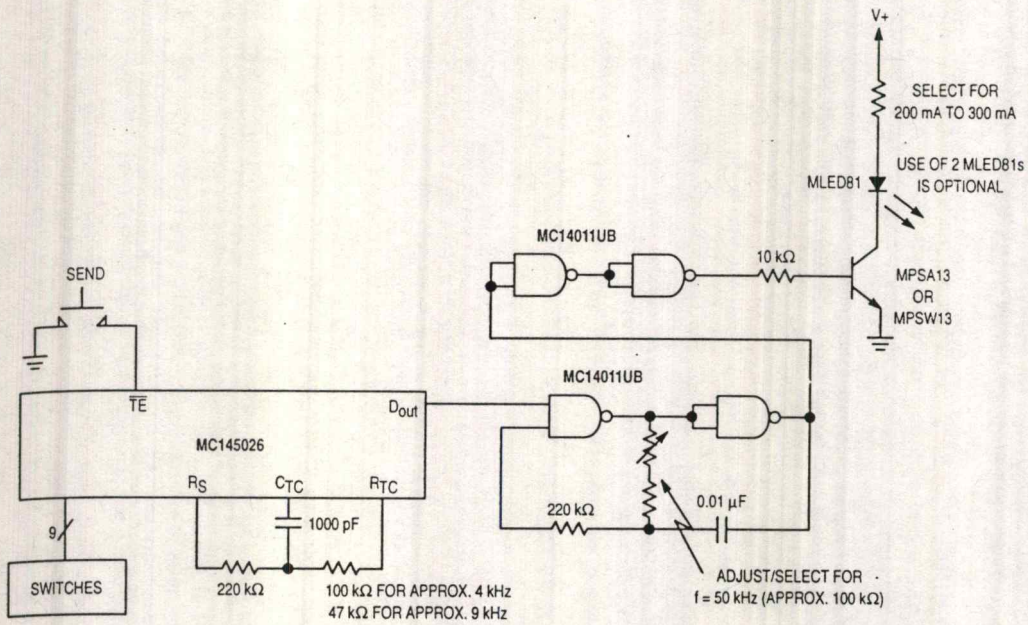 V+
SELECT FOR
200 mA TO 300 mA
MLED81
USE OF 2 MLED81s
IS OPTIONAL
MC14011UB
10 kΩ
MPSA13
OR
MPSW13
SEND
TE
Dout
MC145026
RS
CTC
RTC
MC14011UB
9
1000 pF
220 kΩ
0.01 µF
SWITCHES
220 kΩ
100 kΩ FOR APPROX. 4 kHz
47 kΩ FOR APPROX. 9 kHz
ADJUST/SELECT FOR
f = 50 kHz (APPROX. 100 kΩ)